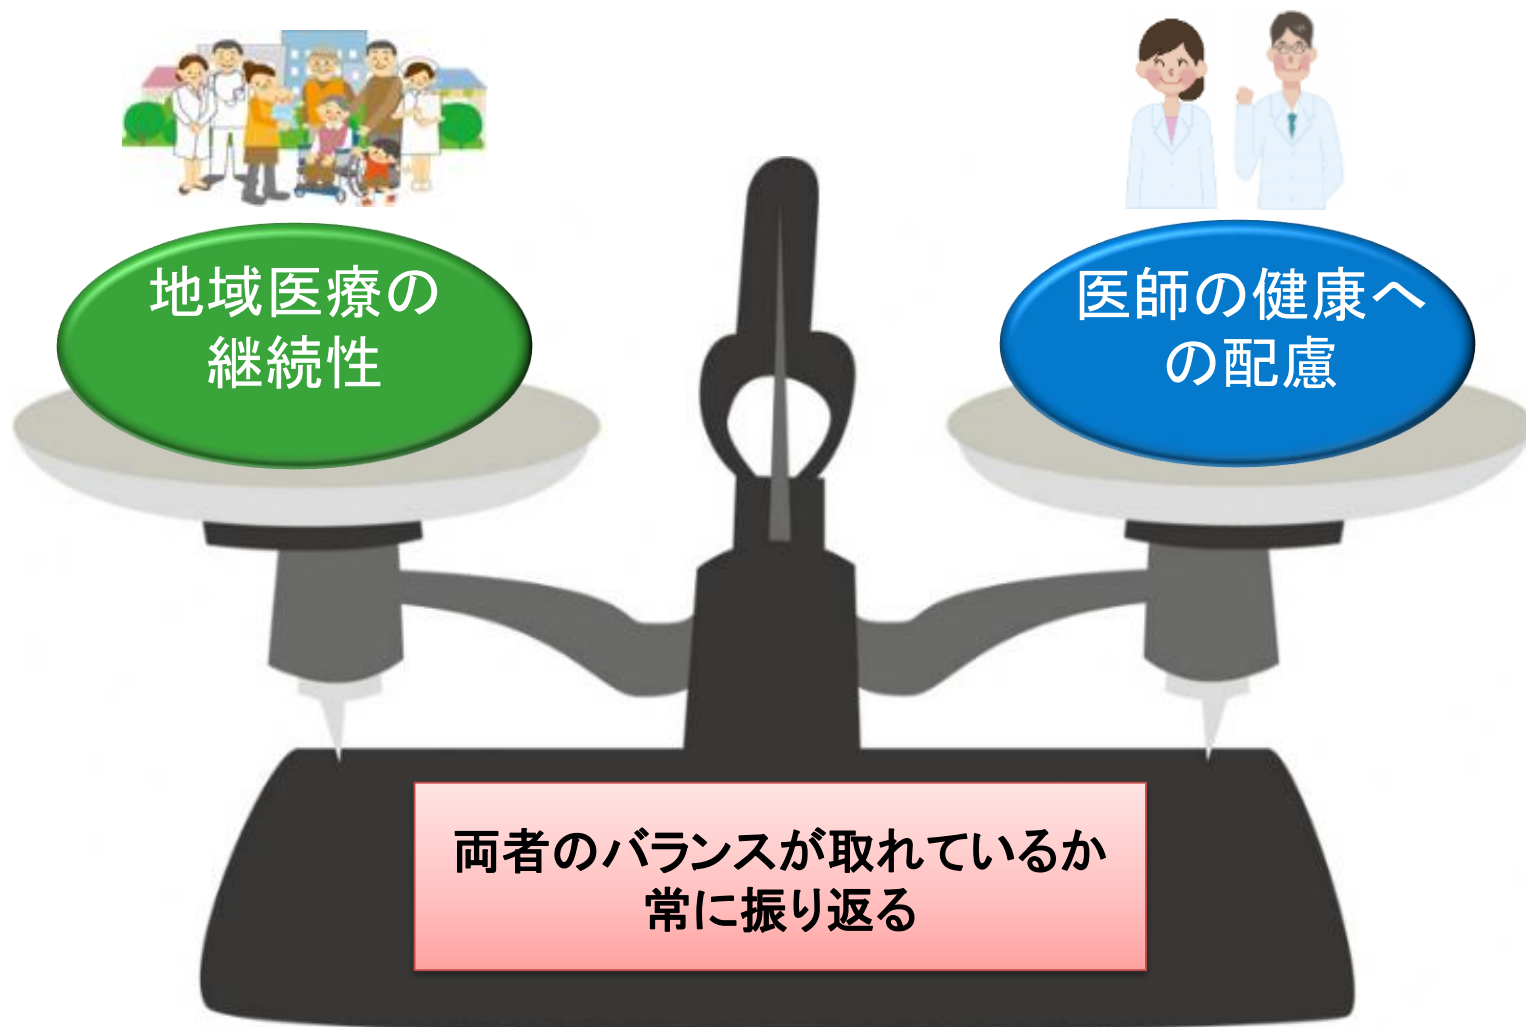 地域医療の
継続性
医師の健康へ
の配慮
両者のバランスが取れているか
常に振り返る